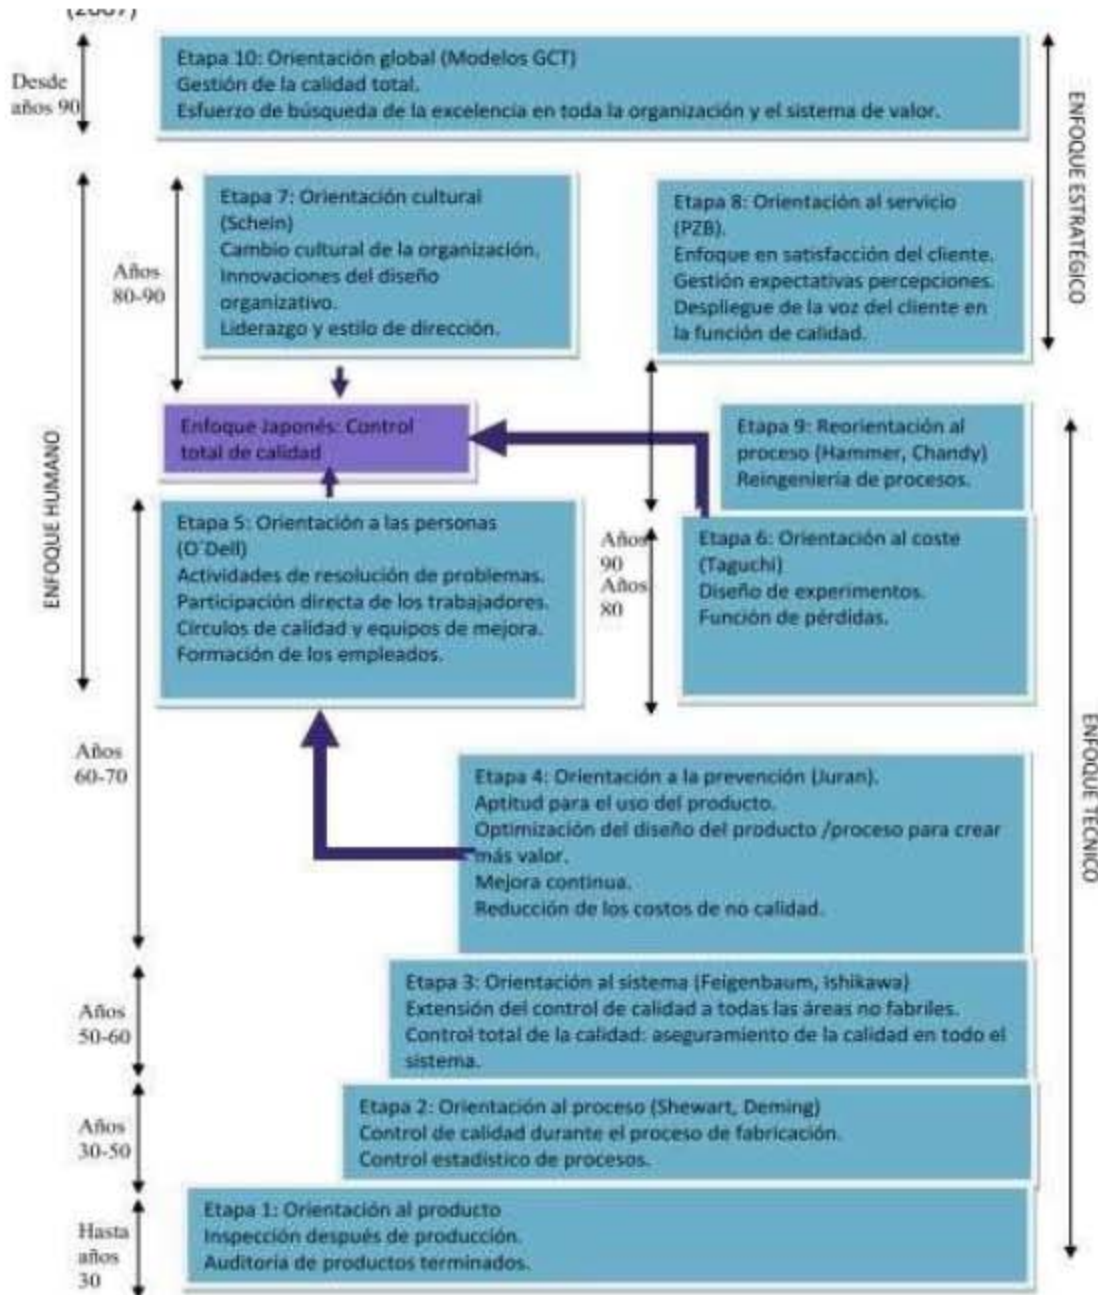 (2007)
Desde
años 90
Etapa 10: Orientación global (Modelos GCT)
Gestión de la calidad total.
Esfuerzo de búsqueda de la excelencia en toda la organización y el sistema de valor.
ENFOQUE ESTRATÉGICO
Años
80-90
Etapa 7: Orientación cultural
(Schein)
Cambio cultural de la organización.
Innovaciones del diseño
organizativo.
Liderazgo y estilo de dirección.
Etapa 8: Orientación al servicio
(PZB).
Enfoque en satisfacción del cliente.
Gestión expectativas percepciones.
Despliegue de la voz del cliente en
la función de calidad.
ENFOQUE HUMANO
Enfoque Japonés: Control
total de calidad
Etapa 9: Reorientación al
proceso (Hammer, Chandy)
Reingeniería de procesos.
Etapa 5: Orientación a las personas
(O´Dell)
Actividades de resolución de problemas.
Participación directa de los trabajadores.
Círculos de calidad y equipos de mejora.
Formación de los empleados.
Años
90
Años
80
Etapa 6: Orientación al coste
(Taguchi)
Diseño de experimentos.
Función de pérdidas.
ENFOQUE TÉCNICO
Años
60-70
Etapa 4: Orientación a la prevención (Juran).
Aptitud para el uso del producto.
Optimización del diseño del producto /proceso para crear
más valor.
Mejora continua.
Reducción de los costos de no calidad.
Años
50-60
Etapa 3: Orientación al sistema (Feigenbaum, Ishikawa)
Extensión del control de calidad a todas las áreas no fabriles.
Control total de la calidad: aseguramiento de la calidad en todo el
sistema.
Años
30-50
Etapa 2: Orientación al proceso (Shewart, Deming)
Control de calidad durante el proceso de fabricación.
Control estadístico de procesos.
Hasta
años
30
Etapa 1: Orientación al producto
Inspección después de producción.
Auditoria de productos terminados.